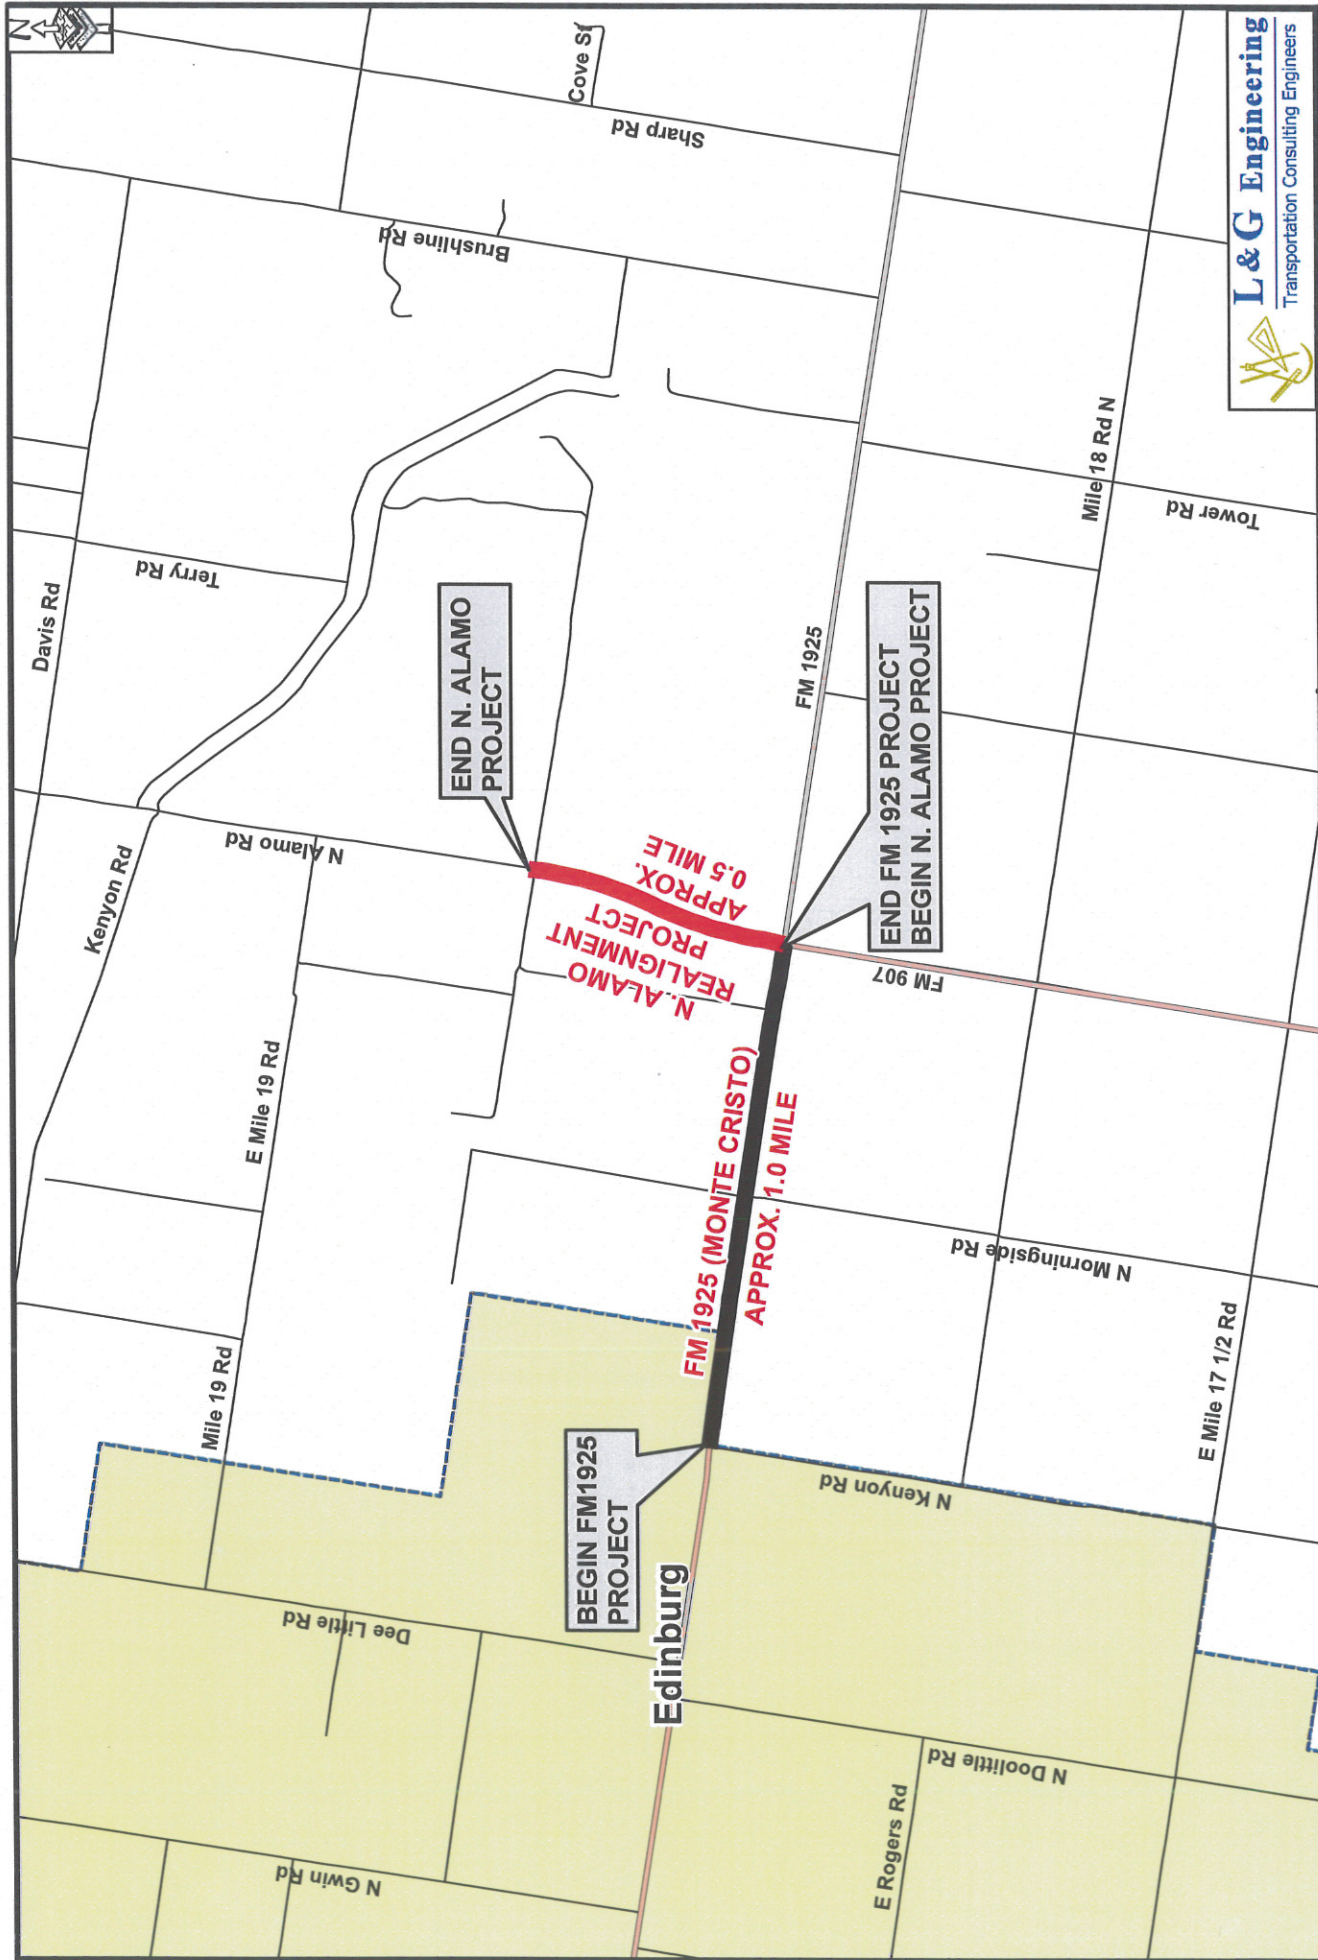 N
Cove St
Sharp Rd
Brushline Rd
Davis Rd
Terry Rd
Kenyon Rd
N Alamo Rd
END N. ALAMO
PROJECT
FM 1925
Mile 18 Rd N
Tower Rd
E Mile 19 Rd
N. ALAMO
REALIGNMENT
PROJECT
APPROX.
0.5 MILE
END FM 1925 PROJECT
BEGIN N. ALAMO PROJECT
FM 907
FM 1925 (MONTE CRISTO)
APPROX. 1.0 MILE
N Morningside Rd
Mile 19 Rd
BEGIN FM1925
PROJECT
N Kenyon Rd
E Mile 17 1/2 Rd
Dee Little Rd
Edinburg
N Doolittle Rd
N Gwin Rd
E Rogers Rd
L & G Engineering
Transportation Consulting Engineers